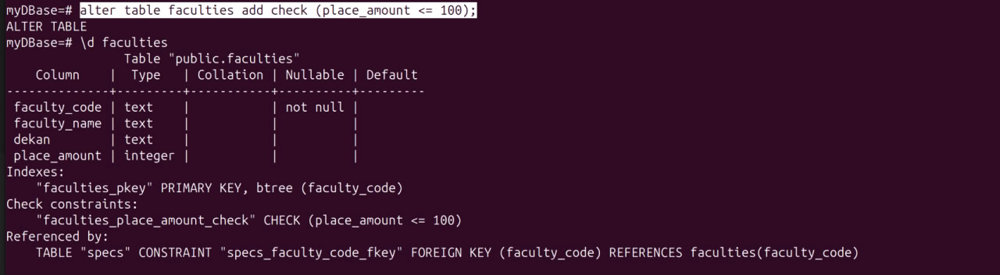 myDBase=# alter table faculties add check (place_amount <= 100);
ALTER TABLE
myDBase=# \d faculties
Table "public.faculties"
Column | Type | Collation | Nullable | Default
--------------+---------+-----------+----------+---------
faculty_code | text | | not null |
faculty_name | text | | |
dekan | text | | |
place_amount | integer | | |
Indexes:
"faculties_pkey" PRIMARY KEY, btree (faculty_code)
Check constraints:
"faculties_place_amount_check" CHECK (place_amount <= 100)
Referenced by:
TABLE "specs" CONSTRAINT "specs_faculty_code_fkey" FOREIGN KEY (faculty_code) REFERENCES faculties(faculty_code)